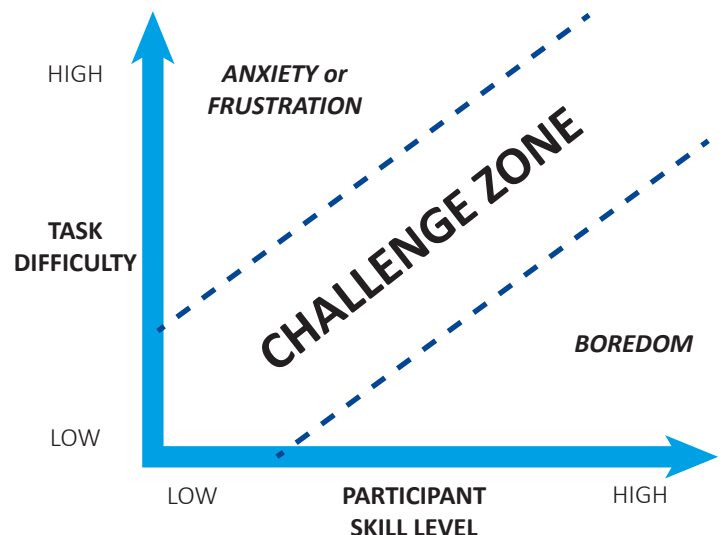 HIGH
ANXIETY or
FRUSTRATION
CHALLENGE ZONE
TASK
DIFFICULTY
BOREDOM
LOW
LOW
PARTICIPANT
SKILL LEVEL
HIGH